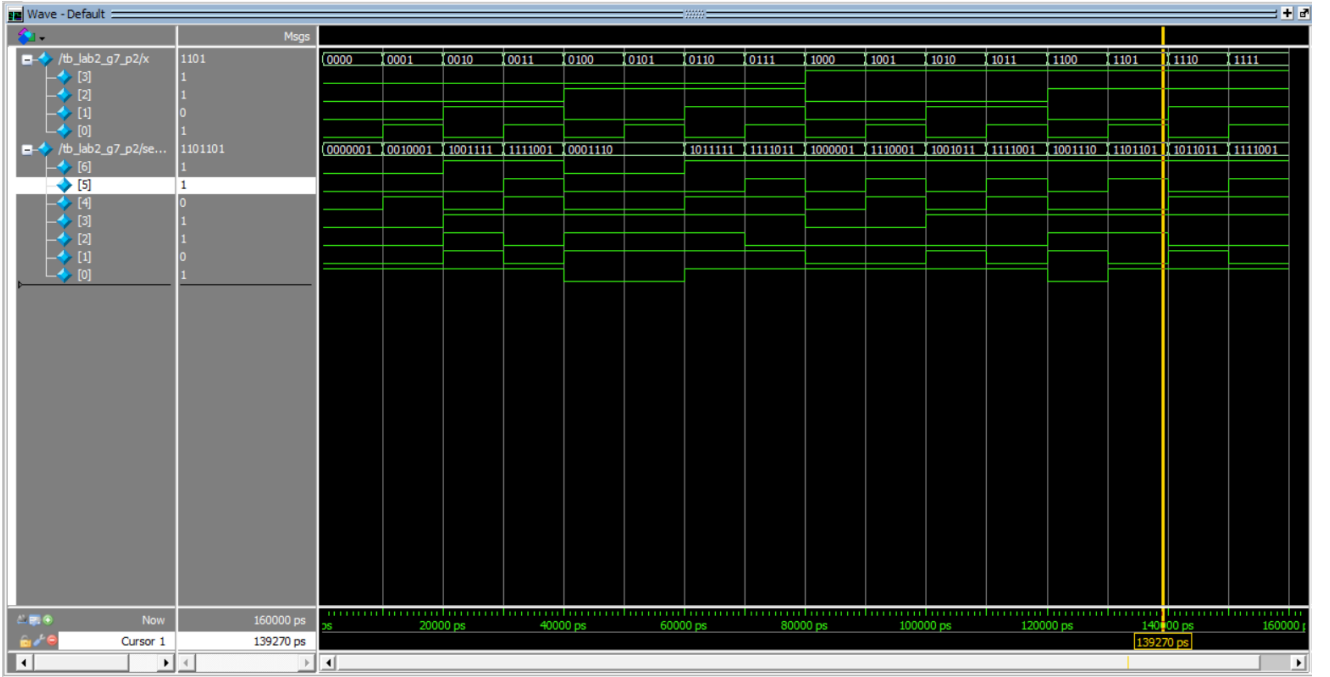 Wave - Default
Msgs
/tb_lab2_g7_p2/x 1101 0000 0001 0010 0011 0100 0101 0110 0111 1000 1001 1010 1011 1100 1101 1110 1111
[3] 1
[2] 1
[1] 0
[0] 1
/tb_lab2_g7_p2/se... 1101101 0000001 0010001 1001111 1111001 0001110 1011111 1111011 1000001 1110001 1001011 1111001 1001110 1101101 1011011 1111001
[6] 1
[5] 1
[4] 0
[3] 1
[2] 1
[1] 0
[0] 1
Now 160000 ps ps 20000 ps 40000 ps 60000 ps 80000 ps 100000 ps 120000 ps 140000 ps 160000 p
Cursor 1 139270 ps 139270 ps